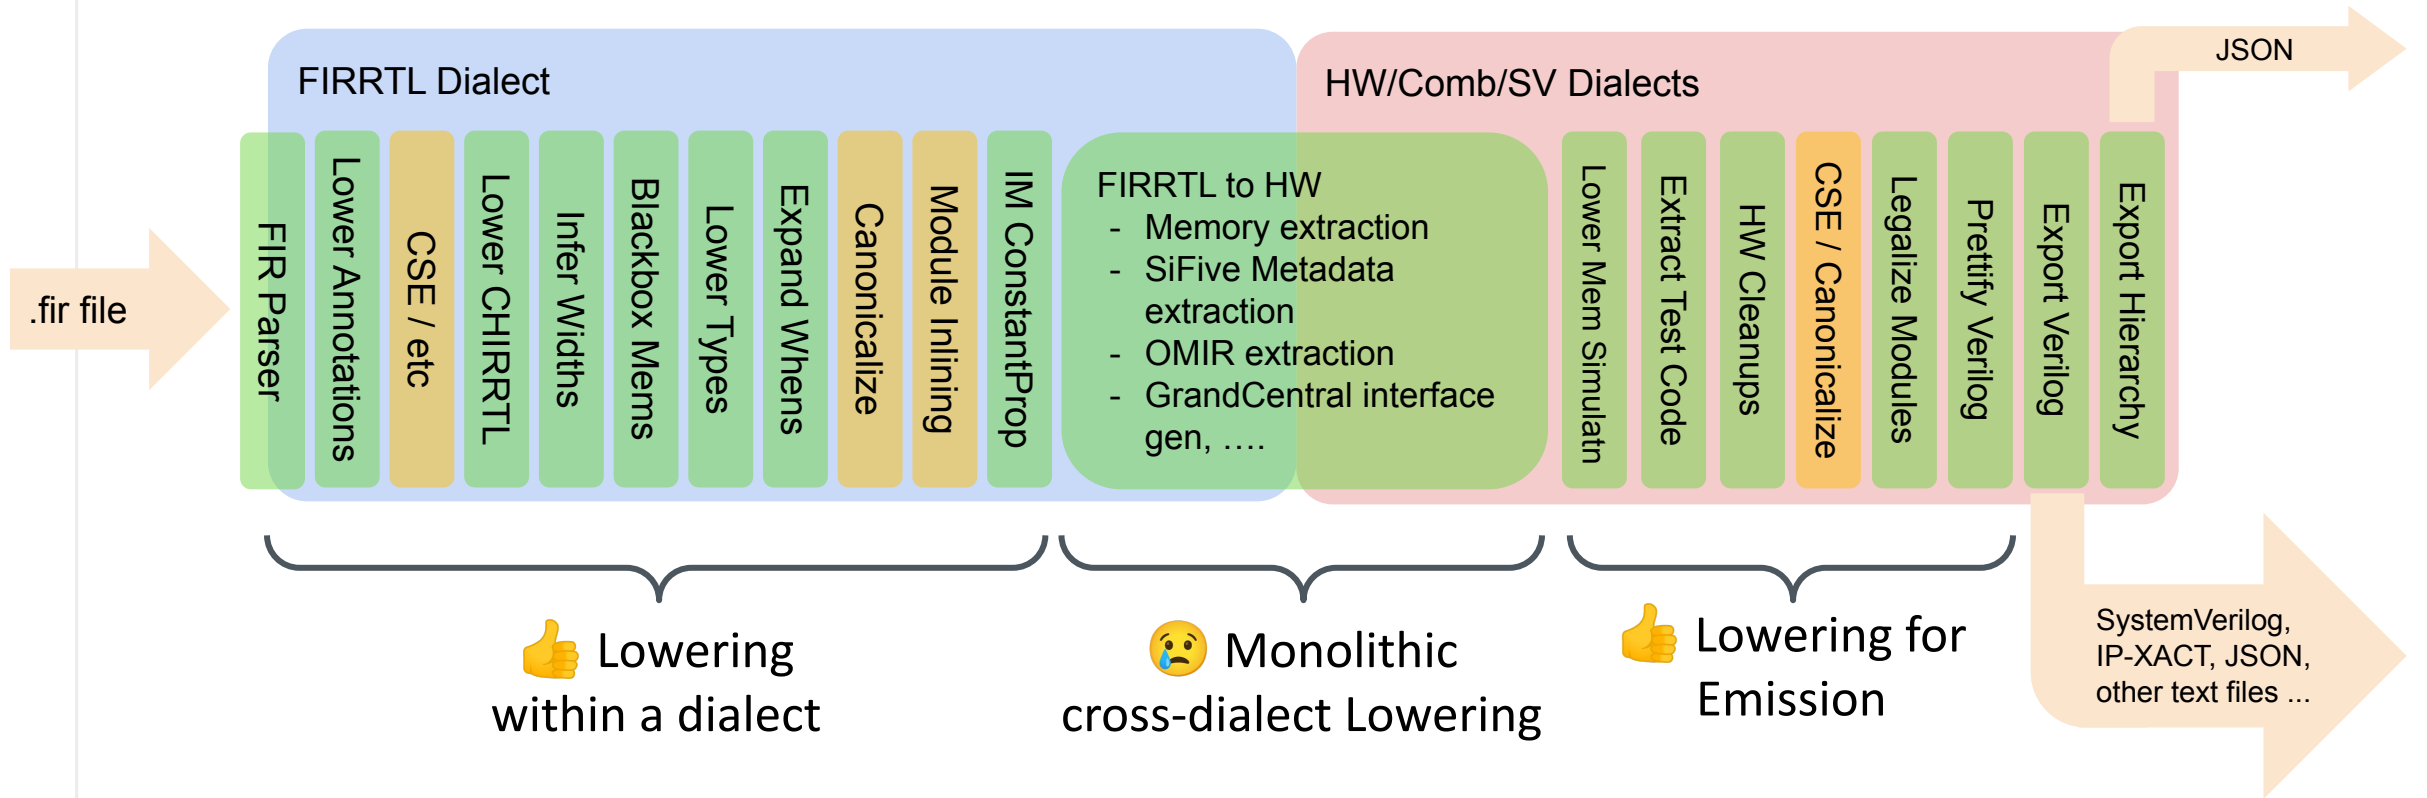 FIRRTL Dialect
HW/Comb/SV Dialects
JSON
.fir file
FIR Parser
Lower Annotations
CSE / etc
Lower CHIRRTL
Infer Widths
Blackbox Mems
Lower Types
Expand Whens
Canonicalize
Module Inlining
IM ConstantProp
FIRRTL to HW
- Memory extraction
- SiFive Metadata
extraction
- OMIR extraction
- GrandCentral interface
gen, ….
Lower Mem Simulatn
Extract Test Code
HW Cleanups
CSE / Canonicalize
Legalize Modules
Prettify Verilog
Export Verilog
Export Hierarchy
👍 Lowering
within a dialect
😢 Monolithic
cross-dialect Lowering
👍 Lowering for
Emission
SystemVerilog,
IP-XACT, JSON,
other text files ...